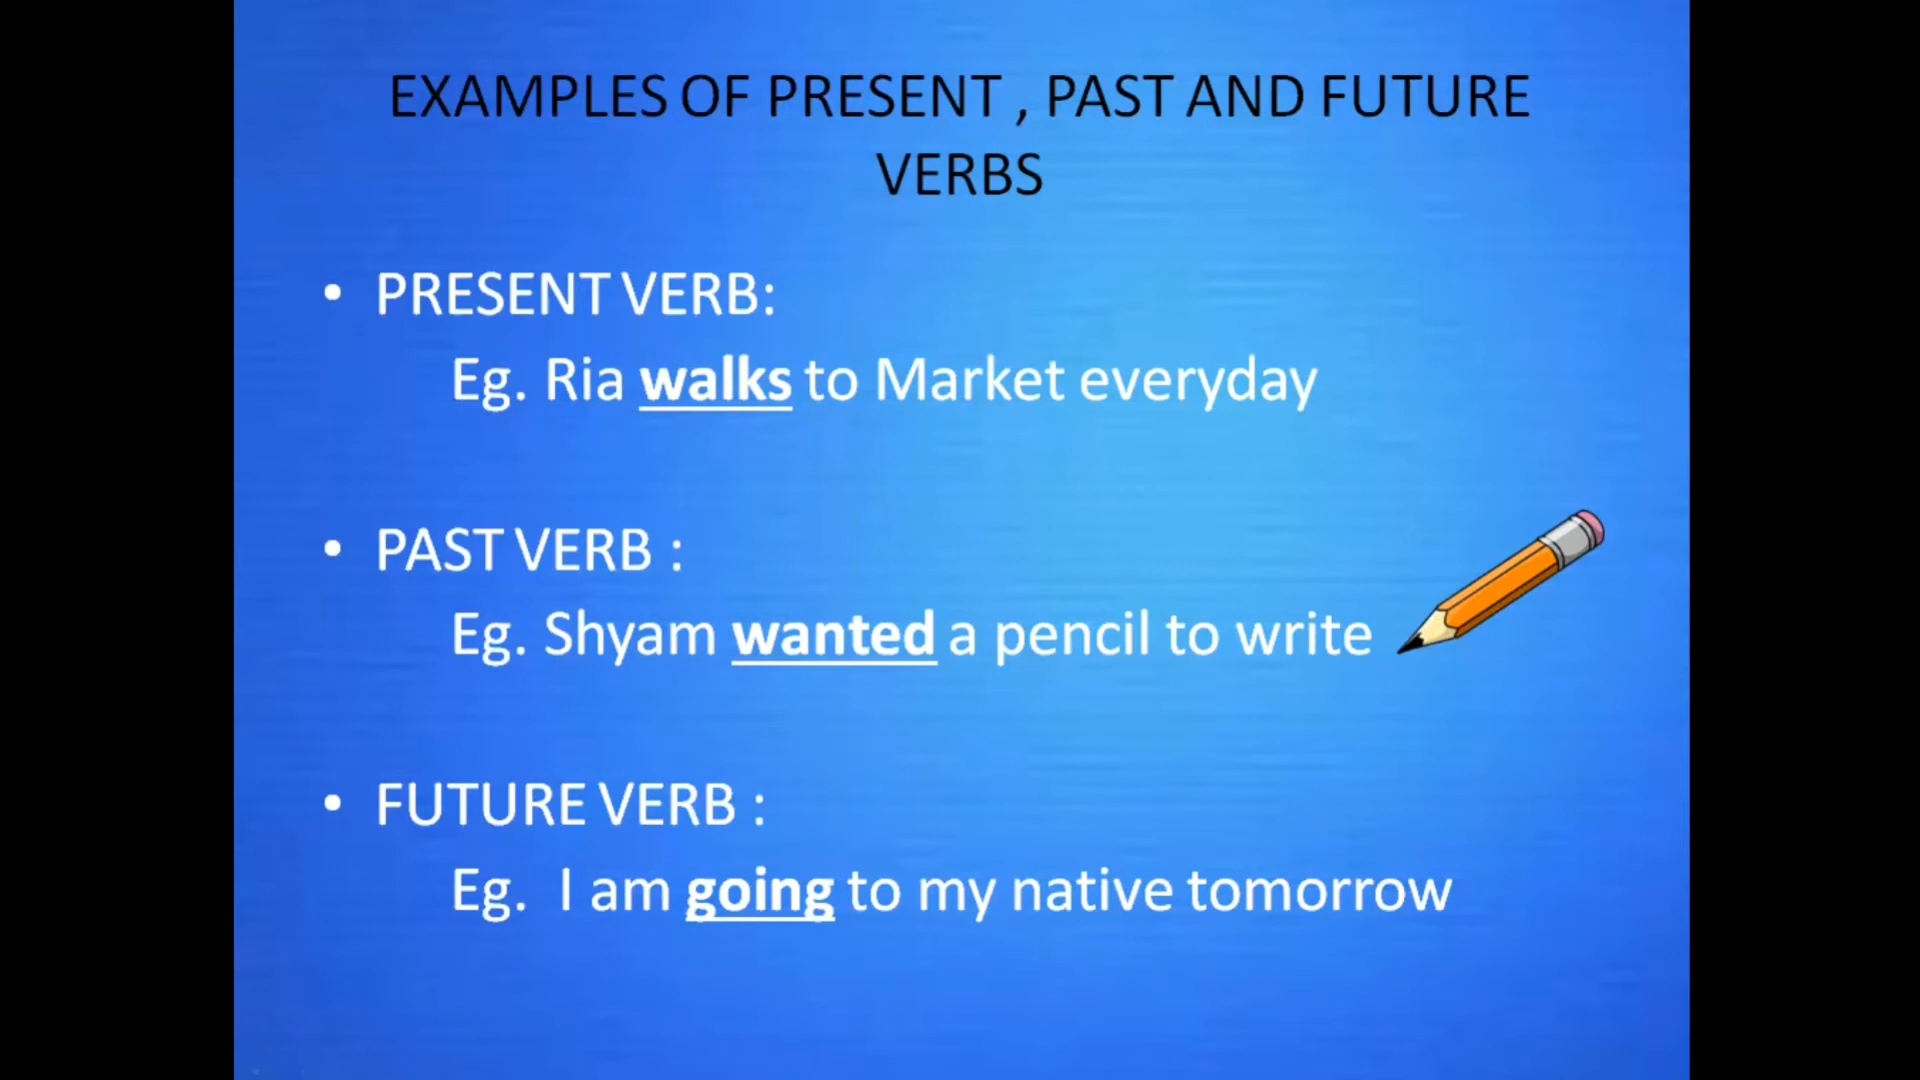 EXAMPLES OF PRESENT , PAST AND FUTURE
VERBS
• PRESENT VERB:
Eg. Ria walks to Market everyday
• PAST VERB :
Eg. Shyam wanted a pencil to write
• FUTURE VERB :
Eg. I am going to my native tomorrow